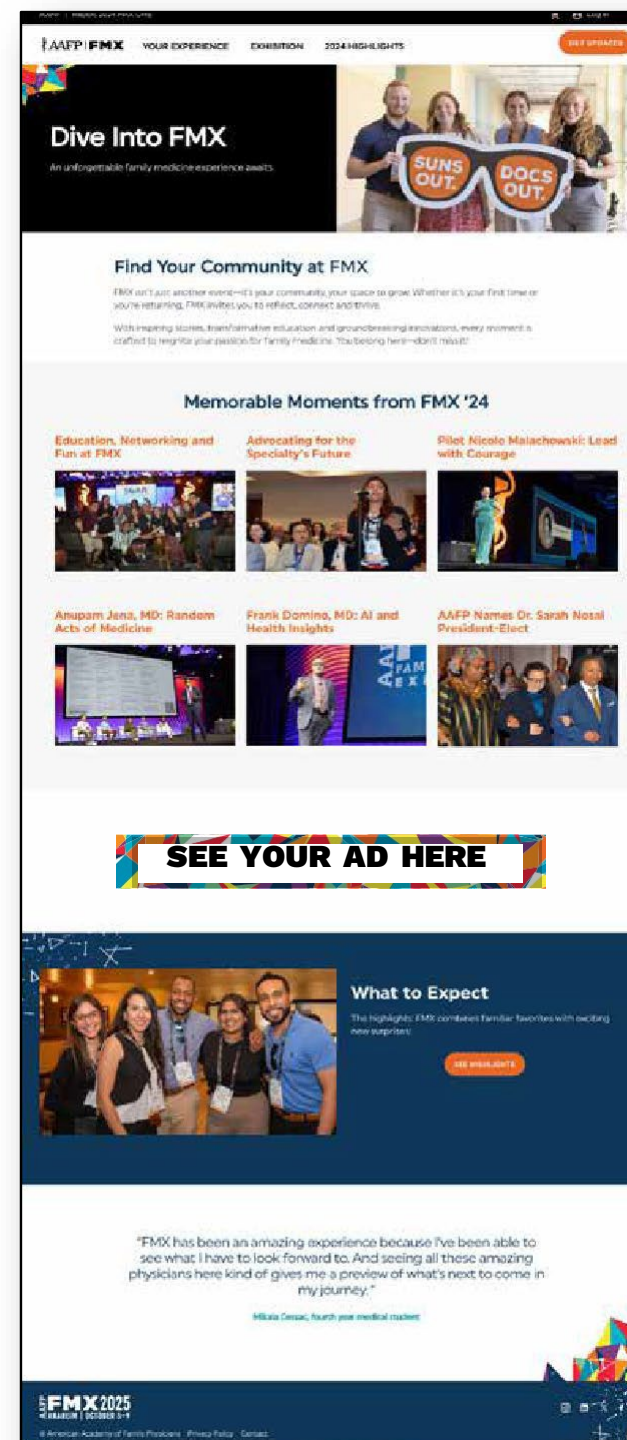 AAFP FMX YOUR EXPERIENCE EXHIBITION 2024 HIGHLIGHTS GET UPDATES
Dive Into FMX
An unforgettable family medicine experience awaits.
SUNS OUT. DOCS OUT.
Find Your Community at FMX
FMX isn't just another event—it's your community, your space to grow. Whether it's your first time or
you're returning, FMX invites you to reflect, connect and thrive.
With inspiring stories, transformative education and groundbreaking innovations, every moment is
crafted to reignite your passion for family medicine. You belong here—don't miss it!
Memorable Moments from FMX '24
Education, Networking and
Fun at FMX
Advocating for the
Specialty's Future
Pilot Nicole Malachowski: Lead
with Courage
Anupam Jena, MD: Random
Acts of Medicine
Frank Domino, MD: AI and
Health Insights
AAFP Names Dr. Sarah Nosal
President-Elect
SEE YOUR AD HERE
What to Expect
The highlights: FMX combines familiar favorites with exciting
new surprises.
SEE HIGHLIGHTS
"FMX has been an amazing experience because I've been able to
see what I have to look forward to. And seeing all these amazing
physicians here kind of gives me a preview of what's next to come in
my journey."
fourth year medical student
AAFP FMX 2025
ANAHEIM | OCTOBER 5-9
© American Academy of Family Physicians Privacy Policy Contact